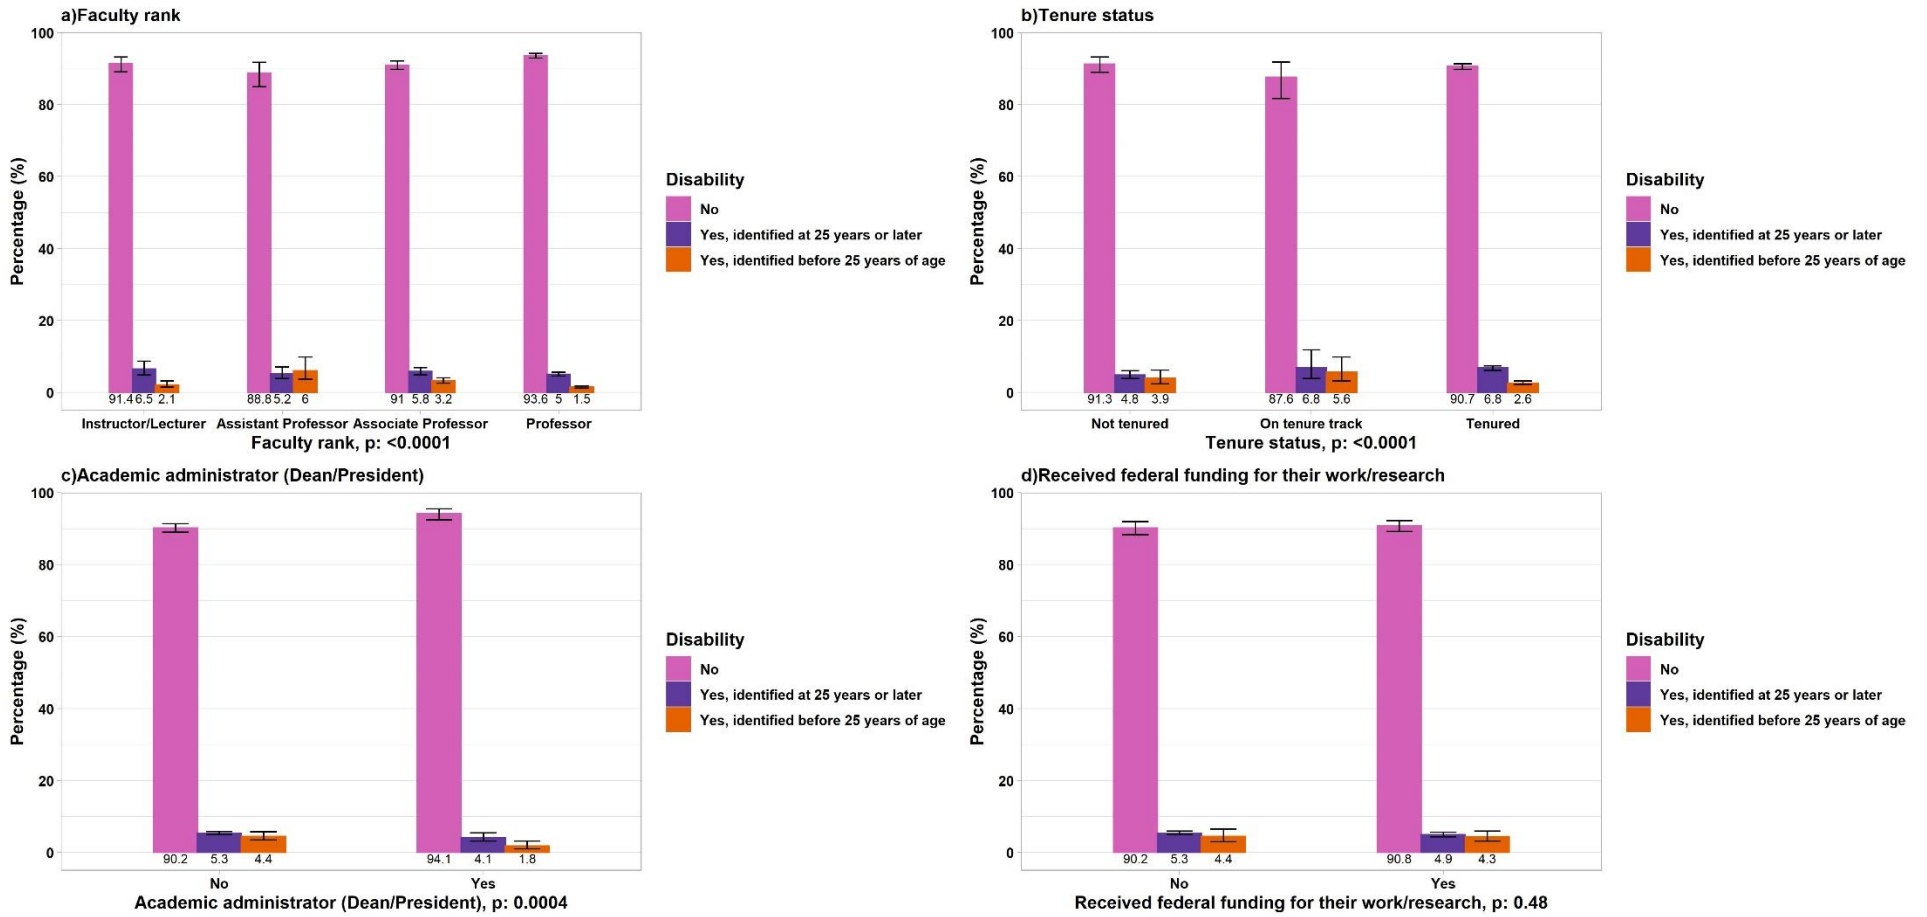 a)Faculty rank
100
80
60
40
20
0
Percentage (%)
91.4 6.5 2.1 88.8 5.2 6 91 5.8 3.2 93.6 5 1.5
Instructor/Lecturer Assistant Professor Associate Professor Professor
Faculty rank, p: <0.0001
Disability
No
Yes, identified at 25 years or later
Yes, identified before 25 years of age
b)Tenure status
100
80
60
40
20
0
Percentage (%)
91.3 4.8 3.9 87.6 6.8 5.6 90.7 6.8 2.6
Not tenured On tenure track Tenured
Tenure status, p: <0.0001
Disability
No
Yes, identified at 25 years or later
Yes, identified before 25 years of age
c)Academic administrator (Dean/President)
100
80
60
40
20
0
Percentage (%)
90.2 5.3 4.4 94.1 4.1 1.8
No Yes
Academic administrator (Dean/President), p: 0.0004
Disability
No
Yes, identified at 25 years or later
Yes, identified before 25 years of age
d)Received federal funding for their work/research
100
80
60
40
20
0
Percentage (%)
90.2 5.3 4.4 90.8 4.9 4.3
No Yes
Received federal funding for their work/research, p: 0.48
Disability
No
Yes, identified at 25 years or later
Yes, identified before 25 years of age